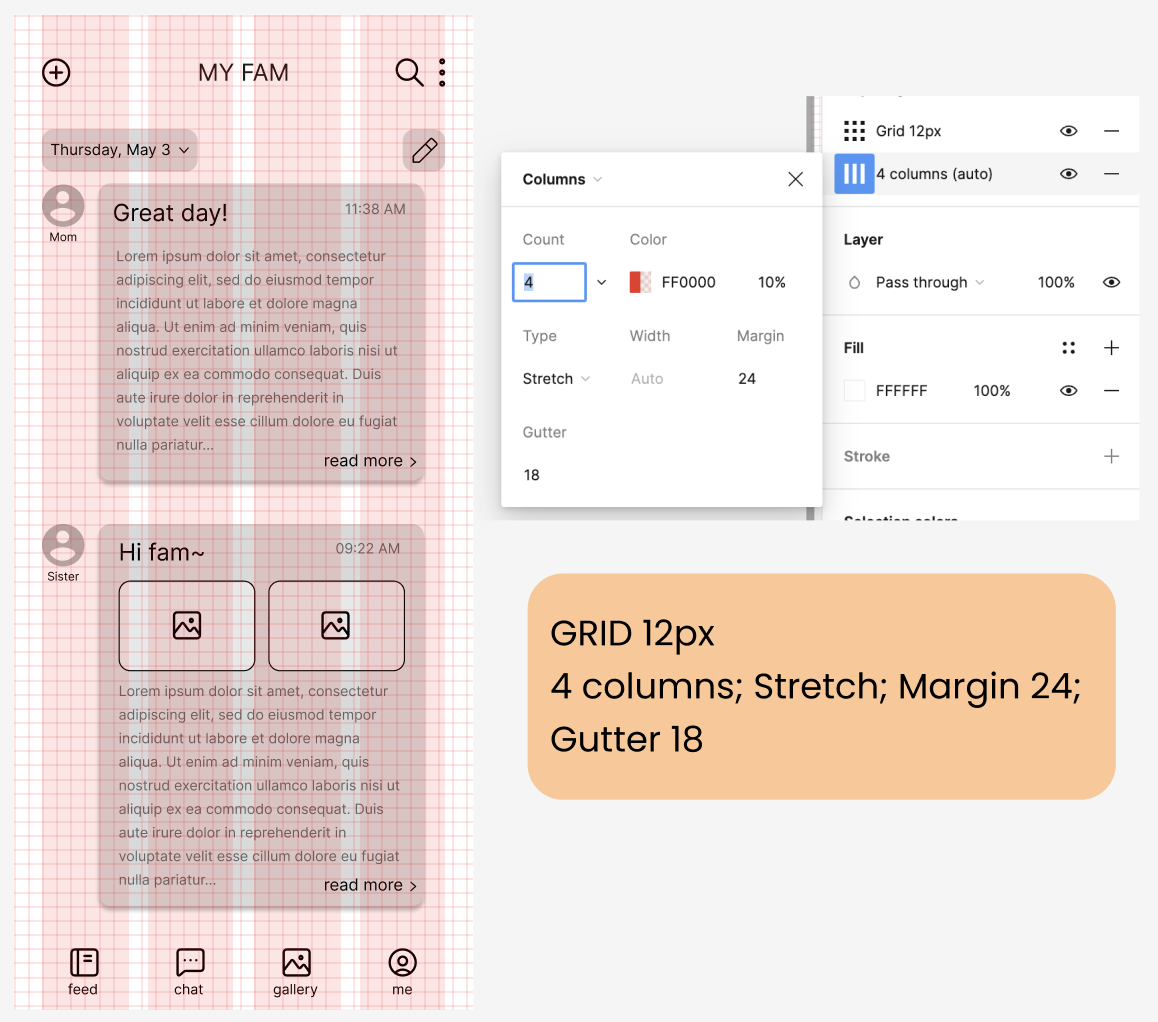 MY FAM
Thursday, May 3
Mom
Great day!
11:38 AM
Lorem ipsum dolor sit amet, consectetur
adipiscing elit, sed do eiusmod tempor
incididunt ut labore et dolore magna
aliqua. Ut enim ad minim veniam, quis
nostrud exercitation ullamco laboris nisi ut
aliquip ex ea commodo consequat. Duis
aute irure dolor in reprehenderit in
voluptate velit esse cillum dolore eu fugiat
nulla pariatur...
read more >
Sister
Hi fam~
09:22 AM
Lorem ipsum dolor sit amet, consectetur
adipiscing elit, sed do eiusmod tempor
incididunt ut labore et dolore magna
aliqua. Ut enim ad minim veniam, quis
nostrud exercitation ullamco laboris nisi ut
aliquip ex ea commodo consequat. Duis
aute irure dolor in reprehenderit in
voluptate velit esse cillum dolore eu fugiat
nulla pariatur...
read more >
feed
chat
gallery
me
Columns
Count
Color
4
FF0000
10%
Type
Width
Margin
Stretch
Auto
24
Gutter
18
Grid 12px
4 columns (auto)
Layer
Pass through
100%
Fill
FFFFFF
100%
Stroke
Selection colors
GRID 12px
4 columns; Stretch; Margin 24;
Gutter 18